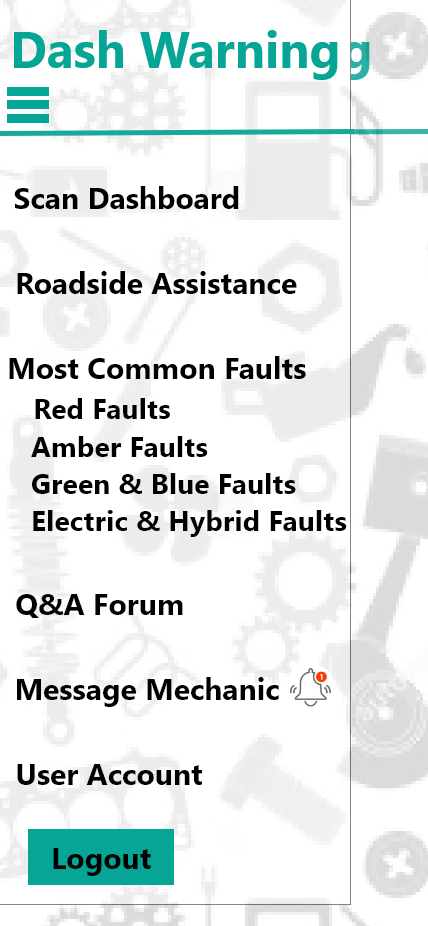 Dash Warning
Scan Dashboard
Roadside Assistance
Most Common Faults
Red Faults
Amber Faults
Green & Blue Faults
Electric & Hybrid Faults
Q&A Forum
Message Mechanic 1
User Account
Logout